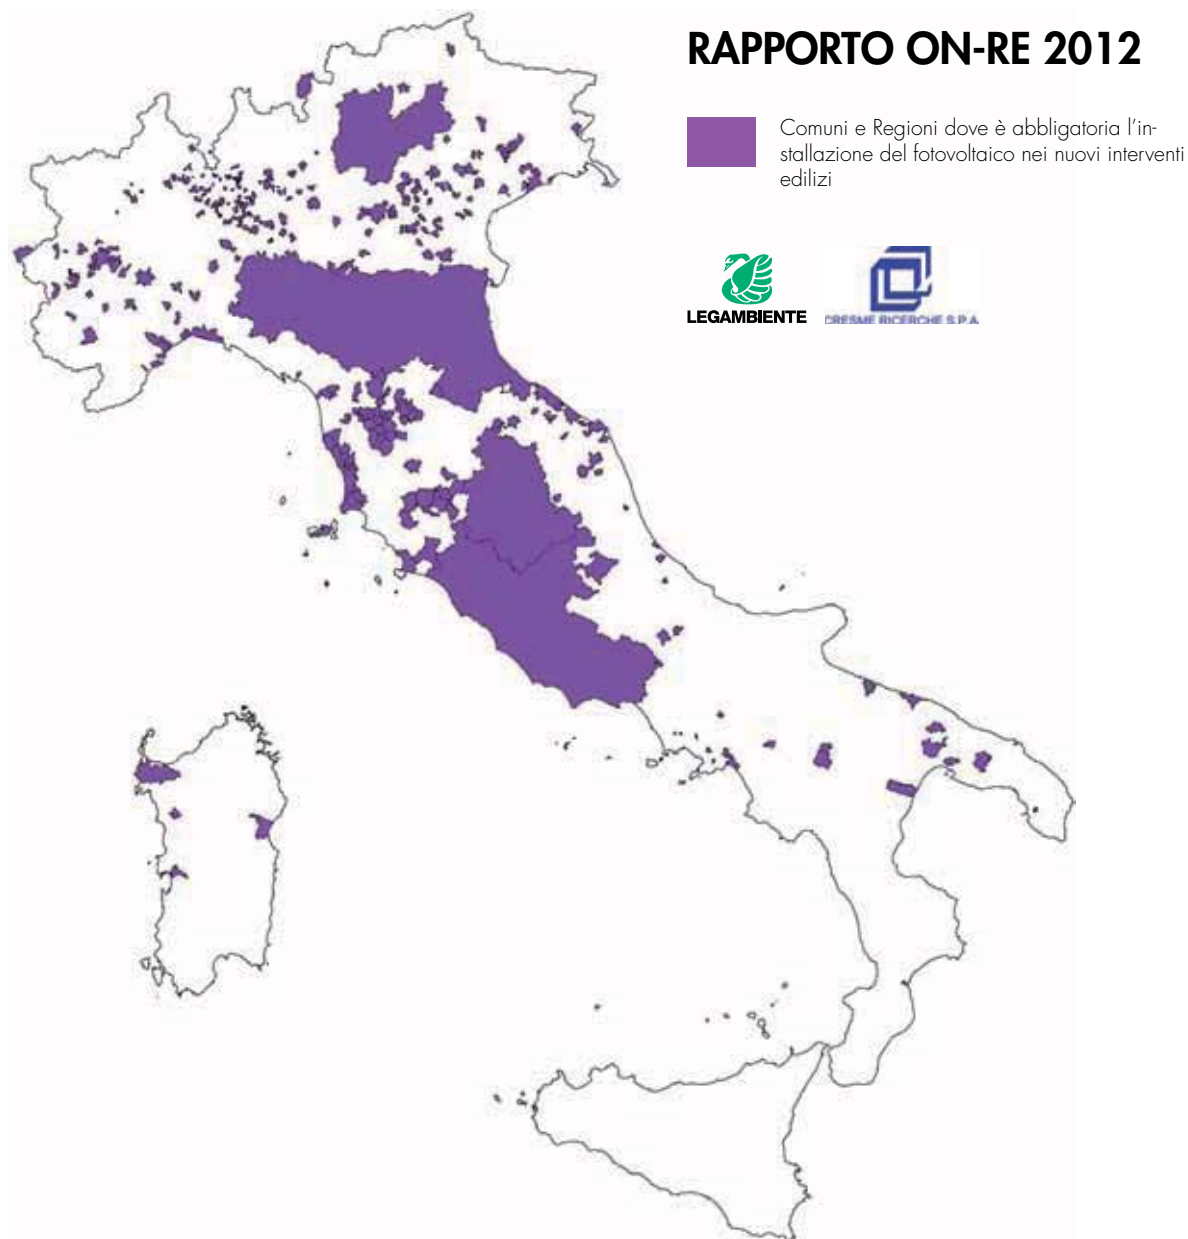 RAPPORTO ON-RE 2012
Comuni e Regioni dove è abbligatoria l’in-
stallazione del fotovoltaico nei nuovi interventi
edilizi
LEGAMBIENTE
CRESME RICERCHE S.P.A.